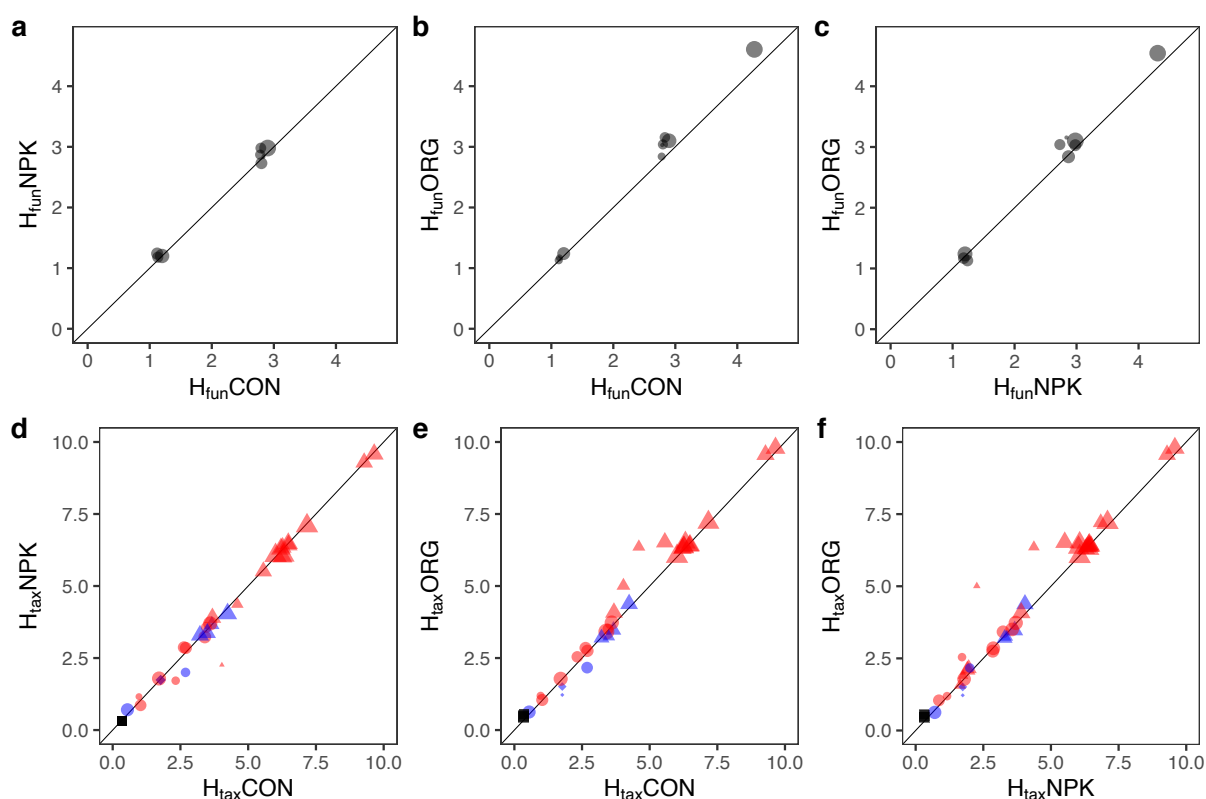 a
H_funNPK
4
3
2
1
0
0 1 2 3 4
H_funCON
b
H_funORG
4
3
2
1
0
0 1 2 3 4
H_funCON
c
H_funORG
4
3
2
1
0
0 1 2 3 4
H_funNPK
d
H_taxNPK
10.0
7.5
5.0
2.5
0.0
0.0 2.5 5.0 7.5 10.0
H_taxCON
e
H_taxORG
10.0
7.5
5.0
2.5
0.0
0.0 2.5 5.0 7.5 10.0
H_taxCON
f
H_taxORG
10.0
7.5
5.0
2.5
0.0
0.0 2.5 5.0 7.5 10.0
H_taxNPK